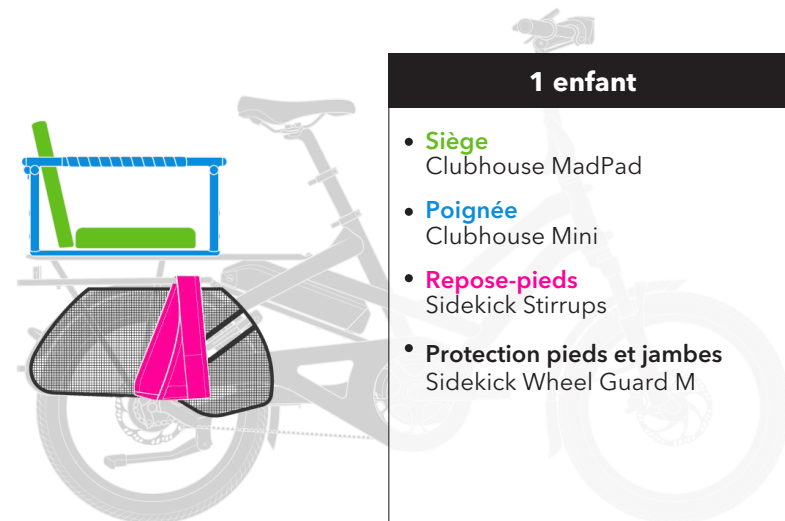 1 enfant
• Siège
Clubhouse MadPad
• Poignée
Clubhouse Mini
• Repose-pieds
Sidekick Stirrups
• Protection pieds et jambes
Sidekick Wheel Guard M